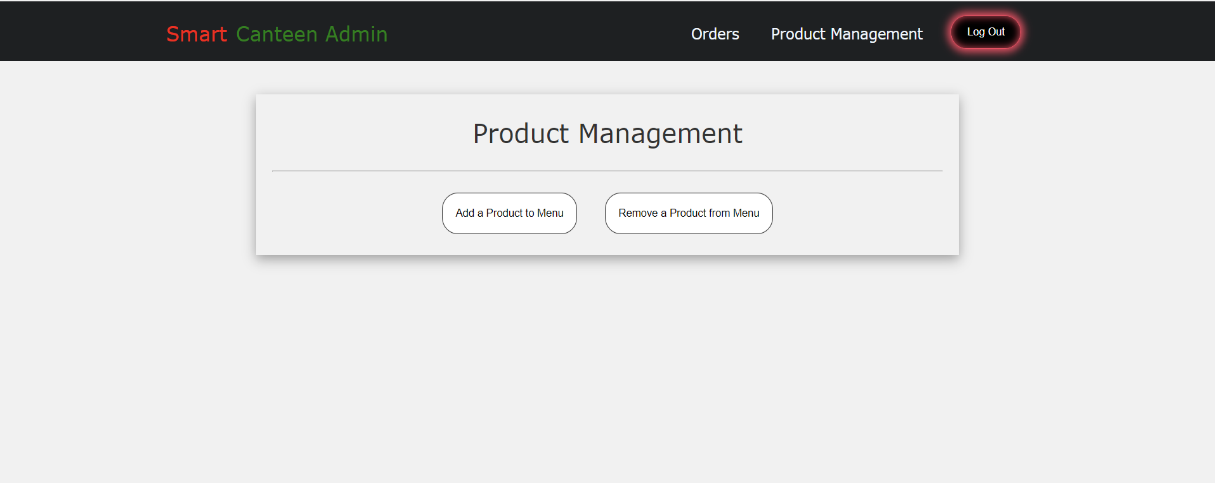 Smart Canteen Admin
Orders
Product Management
Log Out
Product Management
Add a Product to Menu
Remove a Product from Menu